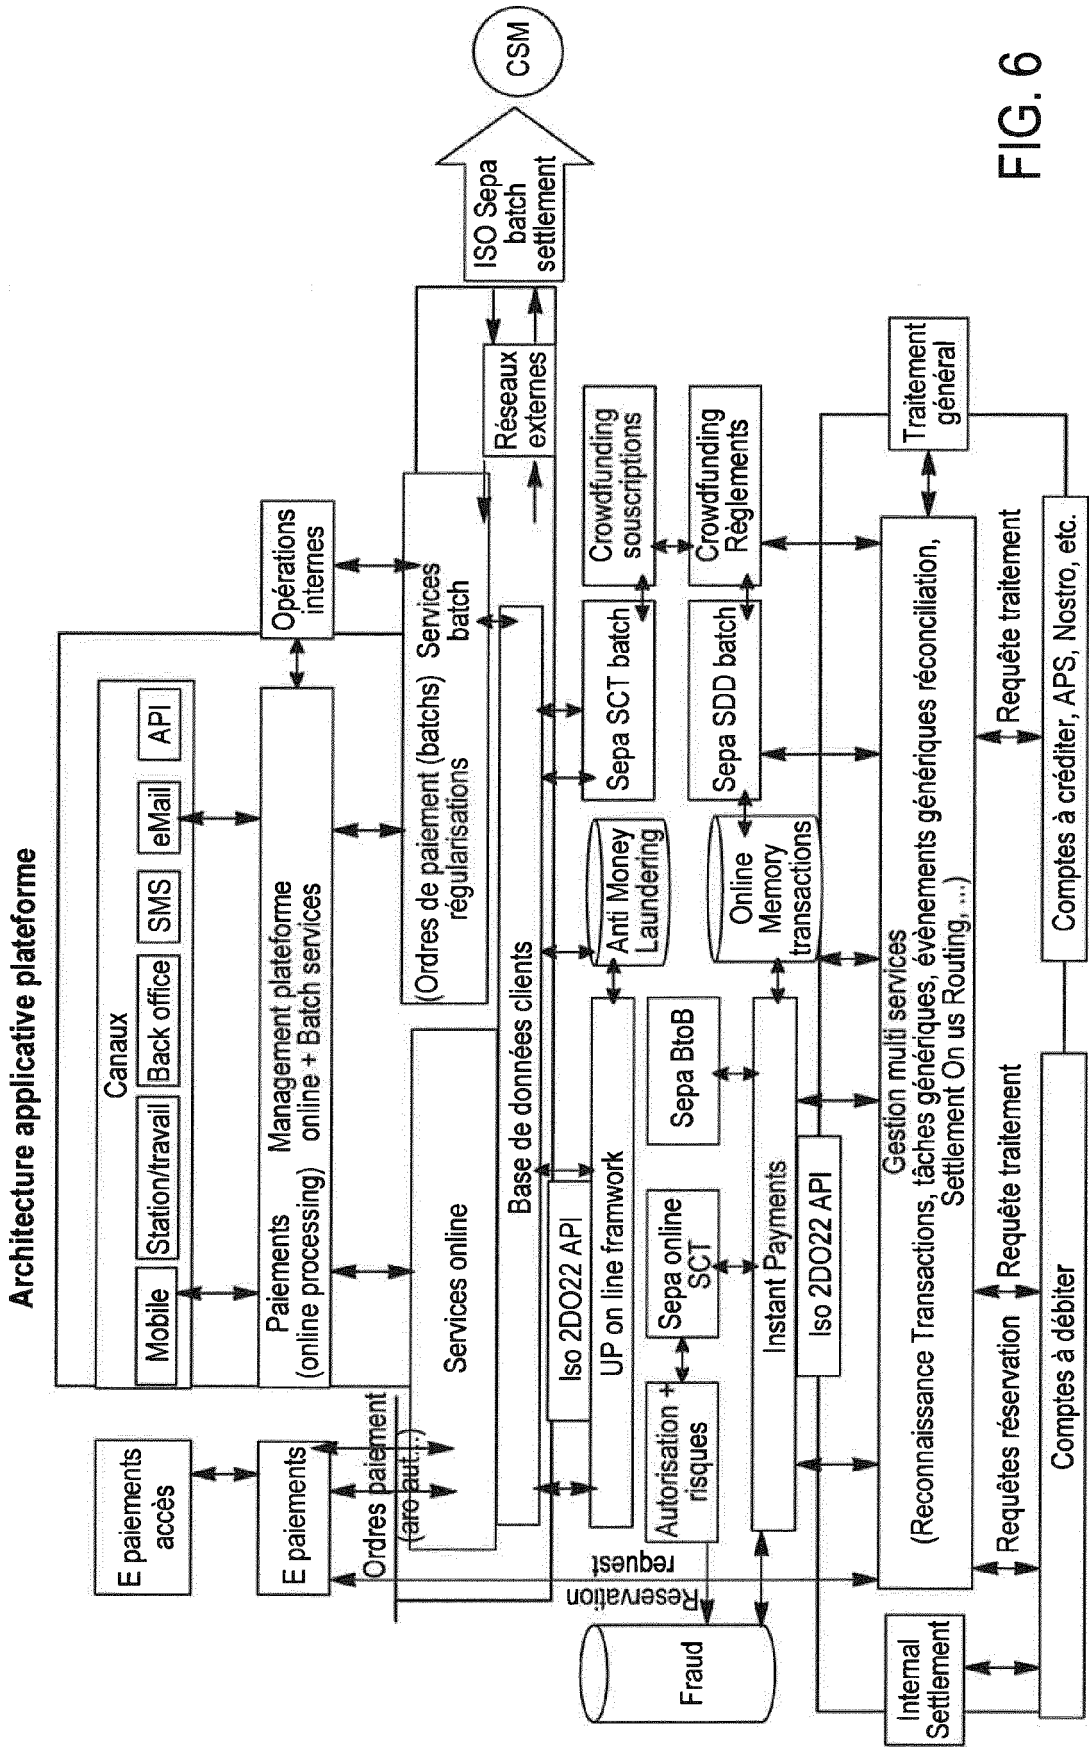 Architecture applicative plateforme
Canaux
Mobile
Station/travail
Back office
SMS
eMail
API
E paiements
accès
E paiements
Paiements
(online processing)
Management plateforme
online + Batch services
Opérations
internes
Ordres paiement
(aro aut...)
Services online
(Ordres de paiement (batchs)
régularisations
Services
batch
Réseaux
externes
ISO Sepa
batch
settlement
CSM
Base de données clients
Iso 2DO22 API
UP on line framwork
Anti Money
Laundering
Sepa SCT batch
Crowdfunding
souscriptions
Reservation
request
Fraud
Autorisation +
risques
Sepa online
SCT
Sepa BtoB
Online
Memory
transactions
Sepa SDD batch
Crowdfunding
Règlements
Instant Payments
Iso 2DO22 API
Gestion multi services
(Reconnaissance Transactions, tâches génériques, évènements génériques réconciliation,
Settlement On us Routing, ...)
Traitement
général
Internal
Settlement
Requêtes réservation
Requête traitement
Requête traitement
Comptes à débiter
Comptes à créditer, APS, Nostro, etc.
FIG. 6